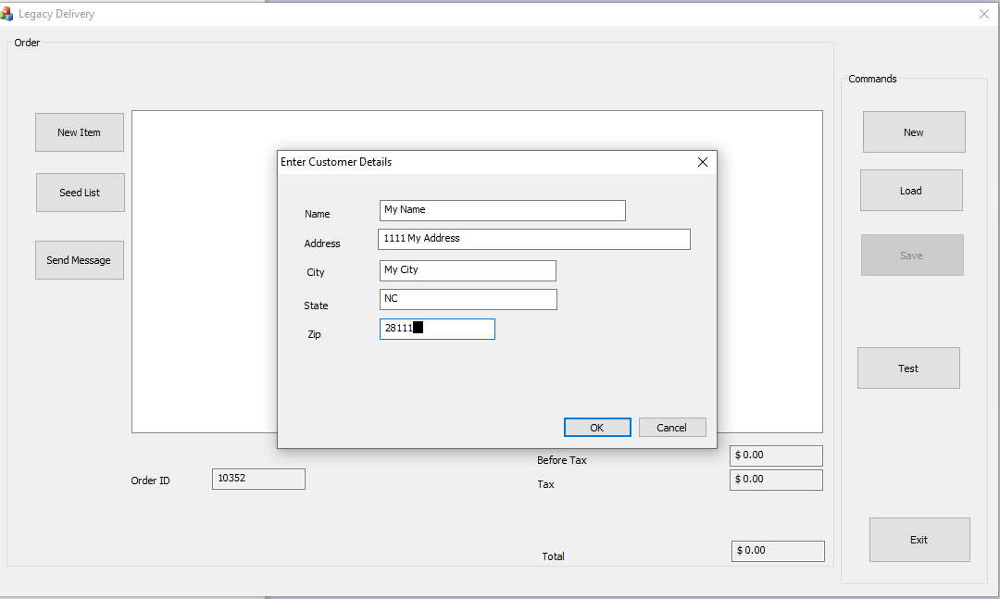 Legacy Delivery
Order
Commands
New Item
Seed List
Send Message
New
Load
Save
Test
Exit
Enter Customer Details
Name My Name
Address 1111 My Address
City My City
State NC
Zip 28111
OK Cancel
Before Tax $ 0.00
Order ID 10352
Tax $ 0.00
Total $ 0.00